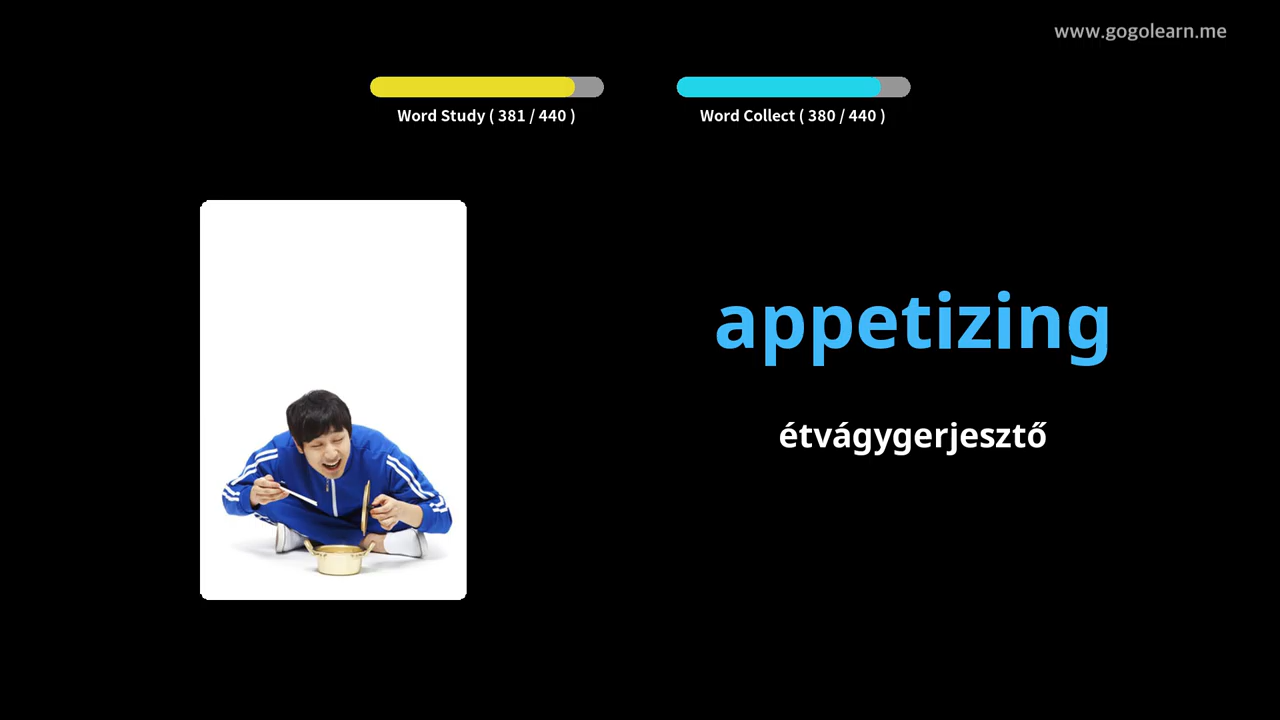 www.gogolearn.me
Word Study ( 381 / 440 )
Word Collect ( 380 / 440 )
appetizing
étvágygerjesztő